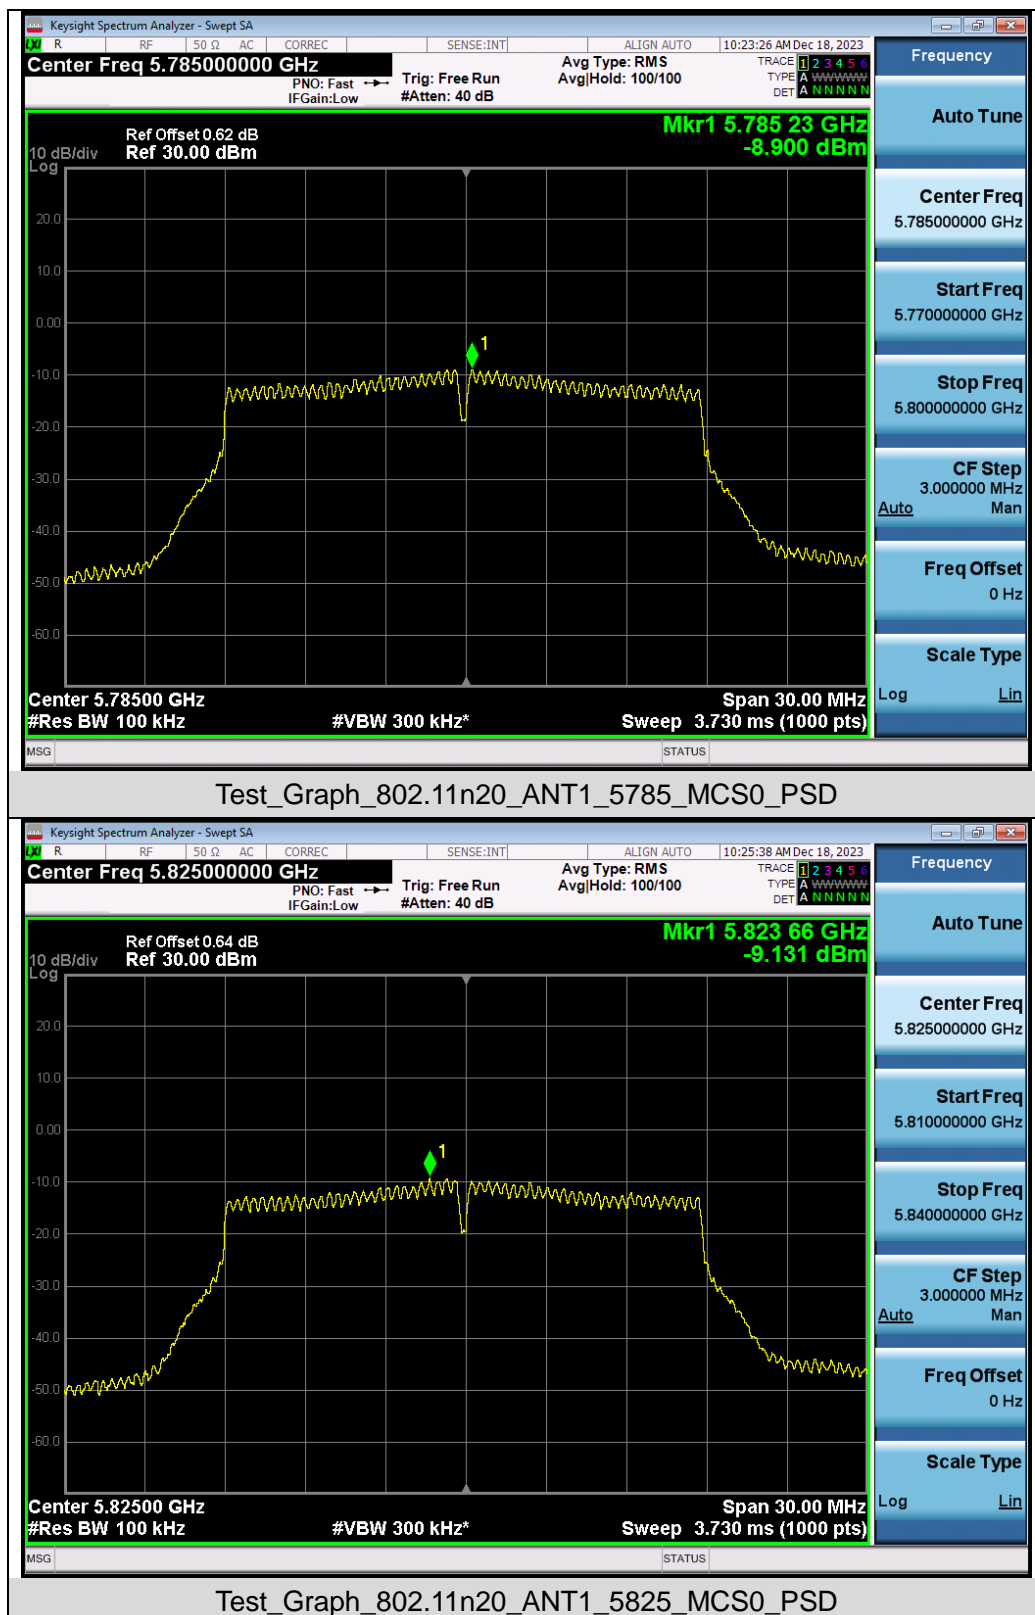 Keysight Spectrum Analyzer - Swept SA
LXI R RF 50 Ω AC CORREC SENSE:INT ALIGN AUTO 10:23:26 AM Dec 18, 2023
Center Freq 5.785000000 GHz
PNO: Fast
IFGain:Low
Trig: Free Run
#Atten: 40 dB
Avg Type: RMS
Avg|Hold: 100/100
TRACE 1 2 3 4 5 6
TYPE A WWWWW
DET A N N N N N
Ref Offset 0.62 dB
10 dB/div Ref 30.00 dBm
Log
Mkr1 5.785 23 GHz
-8.900 dBm
20.0
10.0
0.00
-10.0
-20.0
-30.0
-40.0
-50.0
-60.0
1
Center 5.78500 GHz Span 30.00 MHz
#Res BW 100 kHz #VBW 300 kHz* Sweep 3.730 ms (1000 pts)
MSG STATUS
Frequency
Auto Tune
Center Freq
5.785000000 GHz
Start Freq
5.770000000 GHz
Stop Freq
5.800000000 GHz
CF Step
3.000000 MHz
Auto Man
Freq Offset
0 Hz
Scale Type
Log Lin
Test_Graph_802.11n20_ANT1_5785_MCS0_PSD
Keysight Spectrum Analyzer - Swept SA
LXI R RF 50 Ω AC CORREC SENSE:INT ALIGN AUTO 10:25:38 AM Dec 18, 2023
Center Freq 5.825000000 GHz
PNO: Fast
IFGain:Low
Trig: Free Run
#Atten: 40 dB
Avg Type: RMS
Avg|Hold: 100/100
TRACE 1 2 3 4 5 6
TYPE A WWWWW
DET A N N N N N
Ref Offset 0.64 dB
10 dB/div Ref 30.00 dBm
Log
Mkr1 5.823 66 GHz
-9.131 dBm
20.0
10.0
0.00
-10.0
-20.0
-30.0
-40.0
-50.0
-60.0
1
Center 5.82500 GHz Span 30.00 MHz
#Res BW 100 kHz #VBW 300 kHz* Sweep 3.730 ms (1000 pts)
MSG STATUS
Frequency
Auto Tune
Center Freq
5.825000000 GHz
Start Freq
5.810000000 GHz
Stop Freq
5.840000000 GHz
CF Step
3.000000 MHz
Auto Man
Freq Offset
0 Hz
Scale Type
Log Lin
Test_Graph_802.11n20_ANT1_5825_MCS0_PSD